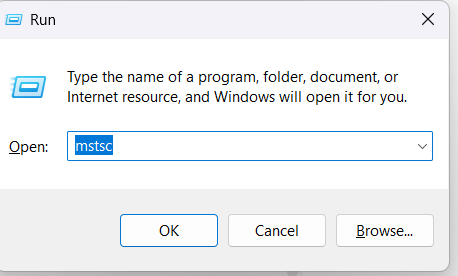 Run
Type the name of a program, folder, document, or
Internet resource, and Windows will open it for you.
Open: mstsc
OK Cancel Browse...